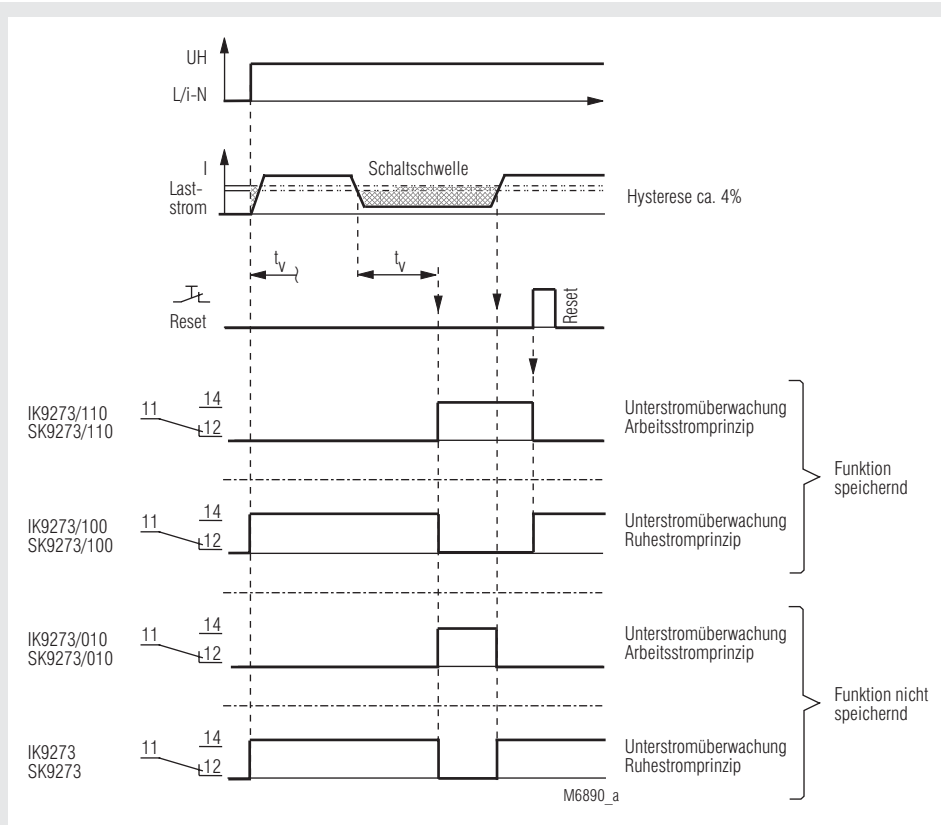 UH
L/i-N
I
Last-
strom
Schaltschwelle
Hysterese ca. 4%
tv
tv
Reset
Reset
IK9273/110
SK9273/110
11
14
12
Unterstromüberwachung
Arbeitsstromprinzip
IK9273/100
SK9273/100
11
14
12
Unterstromüberwachung
Ruhestromprinzip
Funktion
speichernd
IK9273/010
SK9273/010
11
14
12
Unterstromüberwachung
Arbeitsstromprinzip
IK9273
SK9273
11
14
12
Unterstromüberwachung
Ruhestromprinzip
Funktion nicht
speichernd
M6890_a